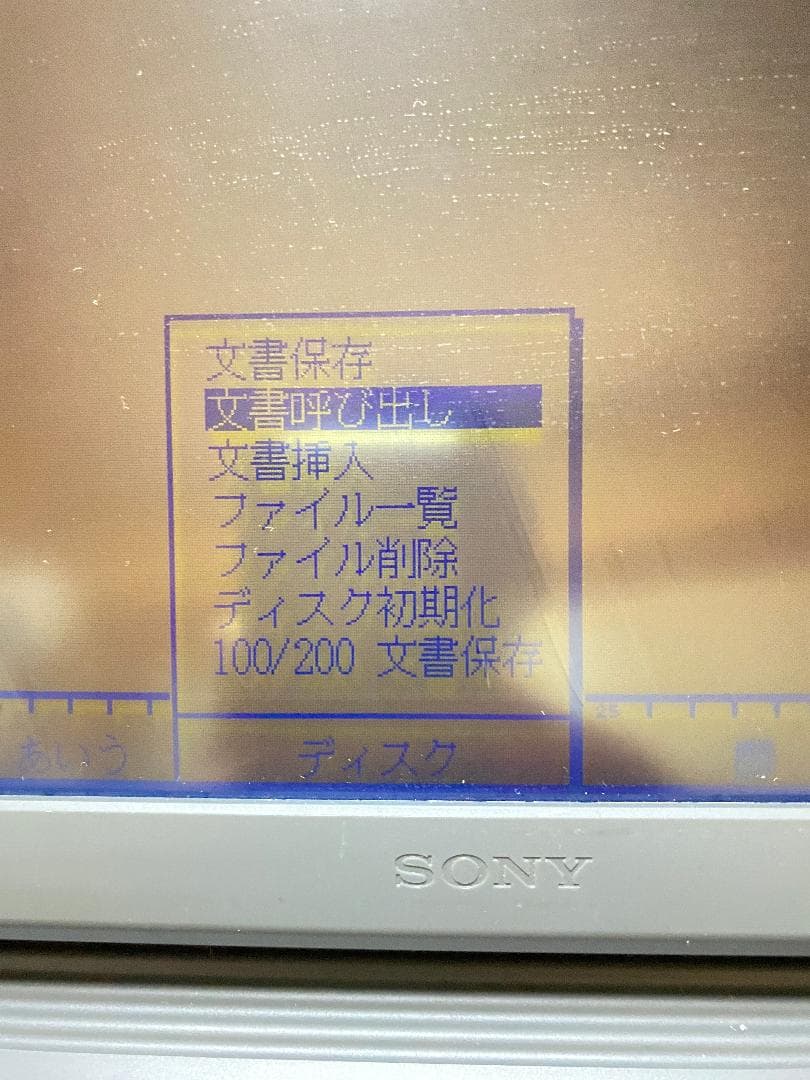 文書保存
文書呼び出し
文書挿入
ファイル一覧
ファイル削除
ディスク初期化
100/200 文書保存
あいう
ディスク
SONY